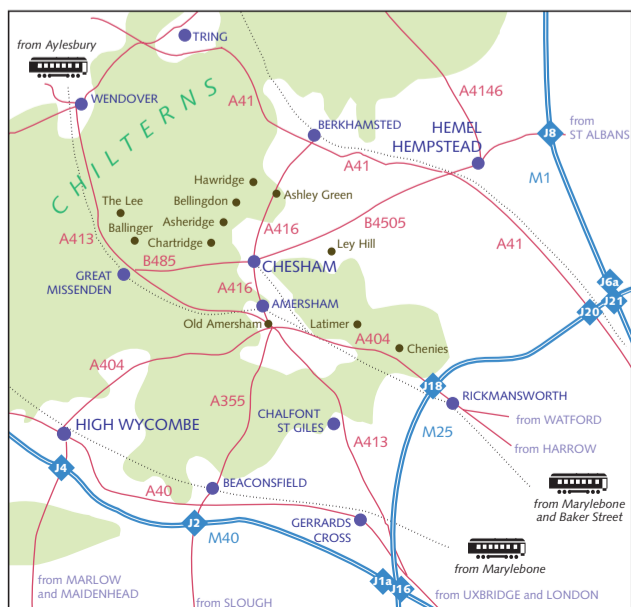 from Aylesbury
TRING
WENDOVER
CHILTERNS
A41
A4146
BERKHAMSTED
HEMEL
HEMPSTEAD
J8
from
ST ALBANS
M1
A41
Hawridge
Ashley Green
Bellingdon
The Lee
Asheridge
Ballinger
Chartridge
A416
B4505
Ley Hill
A41
A413
B485
CHESHAM
GREAT
MISSENDEN
A416
AMERSHAM
J6a
J21
J20
Old Amersham
Latimer
A404
Chenies
A404
J18
RICKMANSWORTH
A355
CHALFONT
ST GILES
from WATFORD
M25
HIGH WYCOMBE
A413
from HARROW
J4
BEACONSFIELD
A40
from Marylebone
and Baker Street
J2
M40
GERRARDS
CROSS
from Marylebone
from MARLOW
and MAIDENHEAD
J1a
J16
from SLOUGH
from UXBRIDGE and LONDON